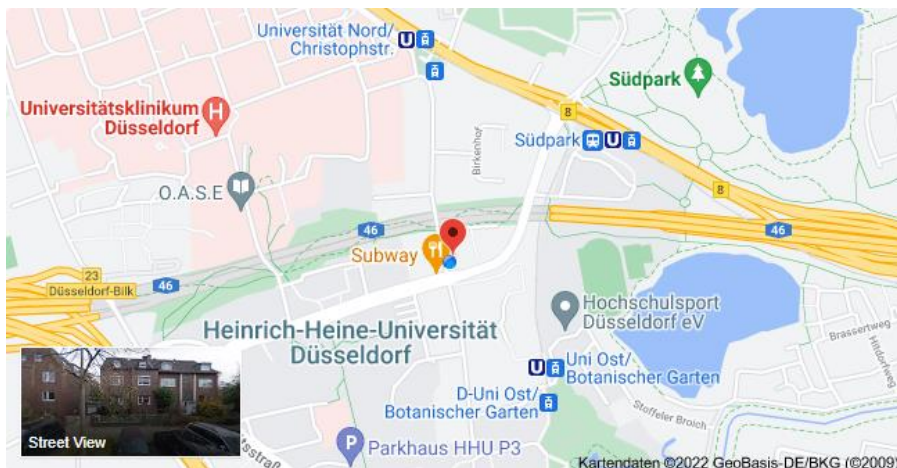 Universität Nord/
Christophstr.
U
Südpark
Universitätsklinikum
Düsseldorf
H
8
Südpark
U
Birkenhof
O.A.S.E
8
46
46
Subway
23
46
Düsseldorf-Bilk
Hochschulsport
Düsseldorf eV
Heinrich-Heine-Universität
Düsseldorf
Brassertweg
Hitdorfweg
U
Uni Ost/
Botanischer Garten
D-Uni Ost/
Botanischer Garten
Stoffeler Broich
Street View
P
Parkhaus HHU P3
Kartendaten ©2022 GeoBasis-DE/BKG (©2009)